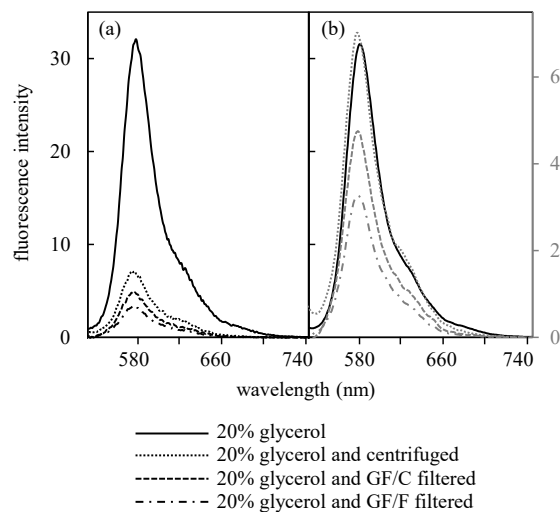 (a)
(b)
30
20
10
0
6
4
2
0
fluorescence intensity
580
660
740
580
660
740
wavelength (nm)
20% glycerol
20% glycerol and centrifuged
20% glycerol and GF/C filtered
20% glycerol and GF/F filtered